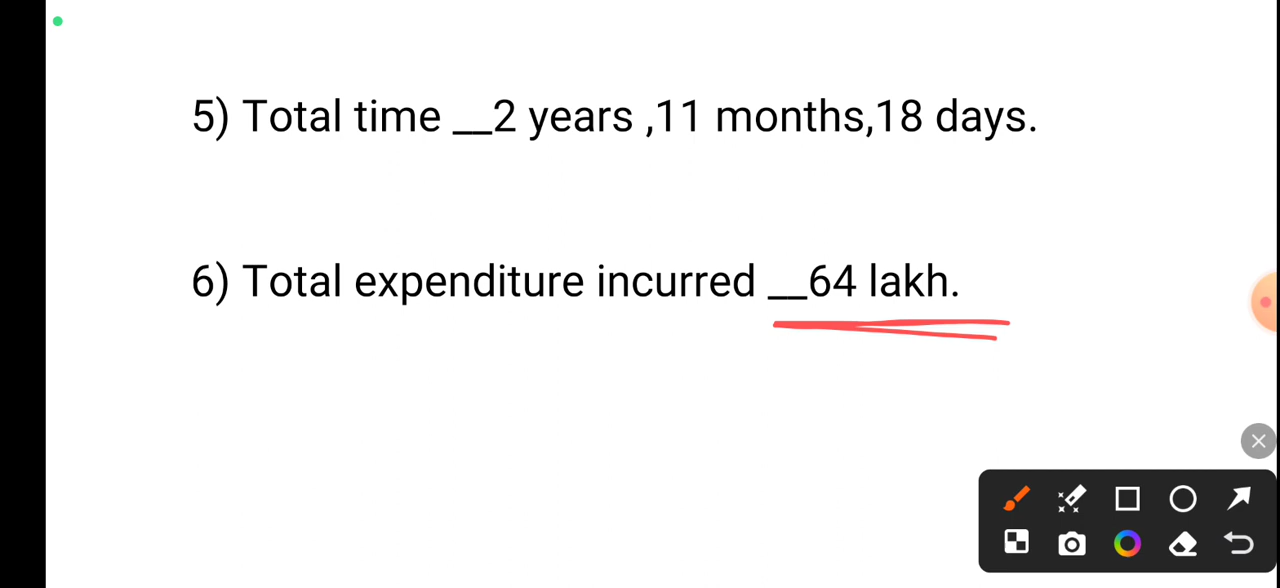 5) Total time __2 years ,11 months,18 days.
6) Total expenditure incurred __64 lakh.